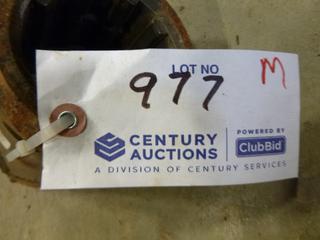 LOT NO
M
977
CENTURY AUCTIONS
POWERED BY
ClubBid
A DIVISION OF CENTURY SERVICES